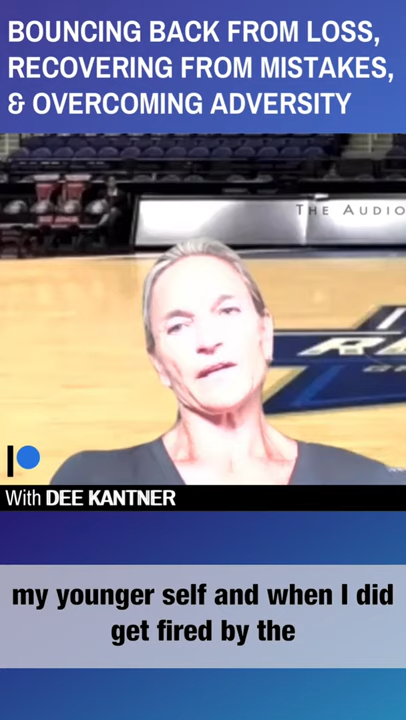 BOUNCING BACK FROM LOSS,
RECOVERING FROM MISTAKES,
& OVERCOMING ADVERSITY
THE AUDIO
With DEE KANTNER
my younger self and when I did
get fired by the